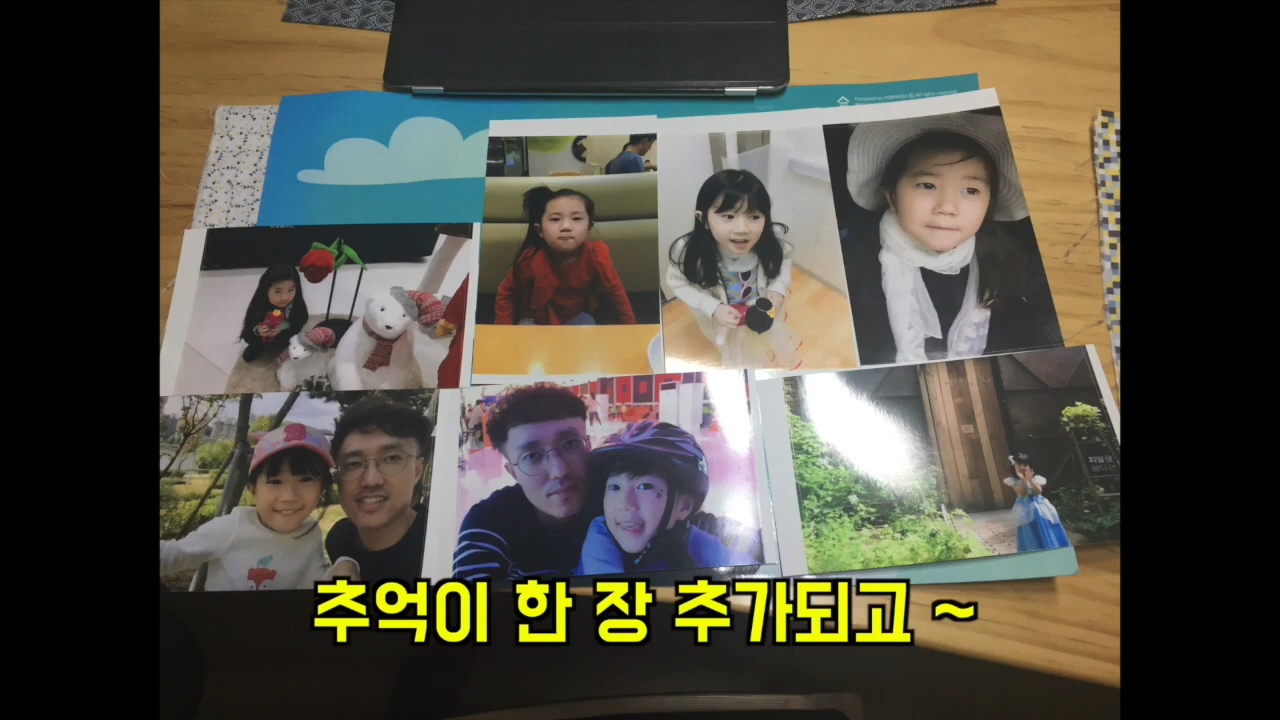 추억이 한 장 추가되고 ~